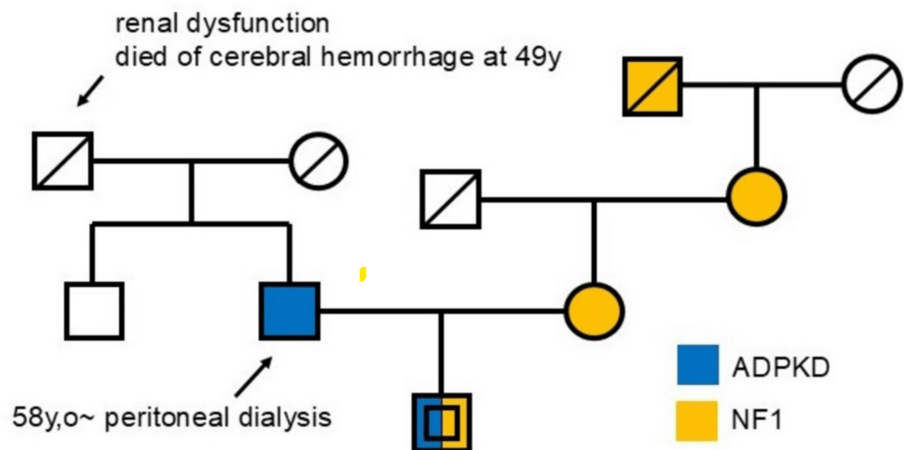 renal dysfunction
died of cerebral hemorrhage at 49y
58y,o~ peritoneal dialysis
ADPKD
NF1